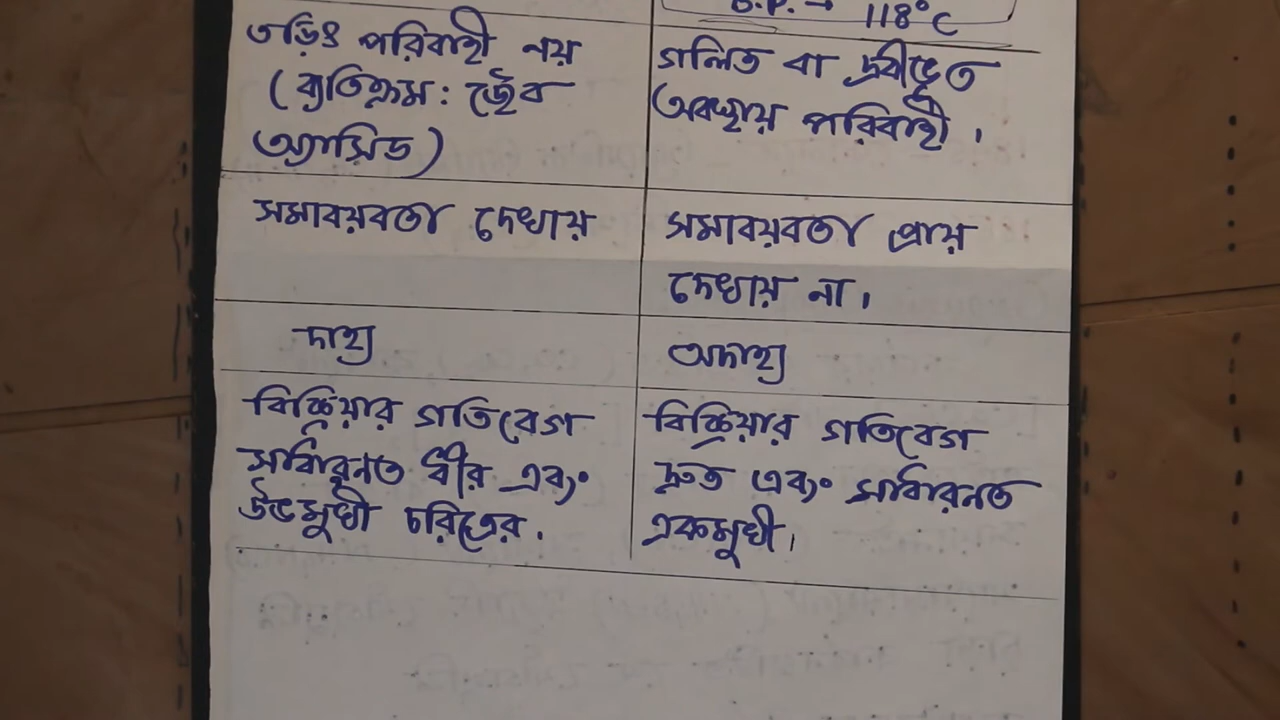 B.P. → 118°C
তড়িৎ পরিবাহী নয়
(ব্যতিক্রম: জৈব
অ্যাসিড)
গলিত বা দ্রবীভূত
অবস্থায় পরিবাহী।
সমাবয়বতা দেখায়
সমাবয়বতা প্রায়
দেখায় না।
দাহ্য
অদাহ্য
বিক্রিয়ার গতিবেগ
সাধারনত ধীর এবং
উভমুখী চরিত্রের.
বিক্রিয়ার গতিবেগ
দ্রুত এবং সাধারনত
একমুখী।